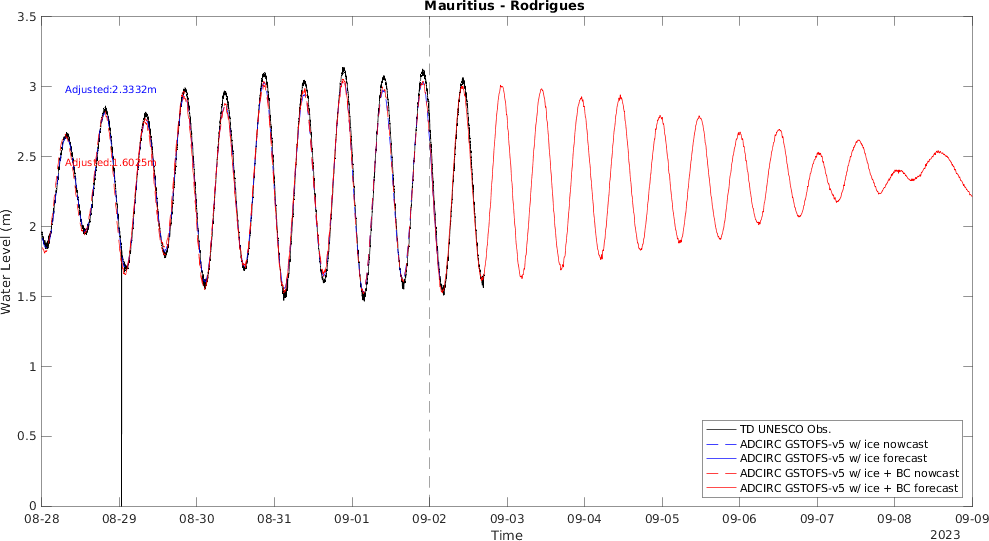 Mauritius - Rodrigues
3.5
3
2.5
2
1.5
1
0.5
0
Water Level (m)
Adjusted:2.3332m
Adjusted:1.6025m
TD UNESCO Obs.
ADCIRC GSTOFS-v5 w/ ice nowcast
ADCIRC GSTOFS-v5 w/ ice forecast
ADCIRC GSTOFS-v5 w/ ice + BC nowcast
ADCIRC GSTOFS-v5 w/ ice + BC forecast
08-28 08-29 08-30 08-31 09-01 09-02 09-03 09-04 09-05 09-06 09-07 09-08 09-09
Time
2023